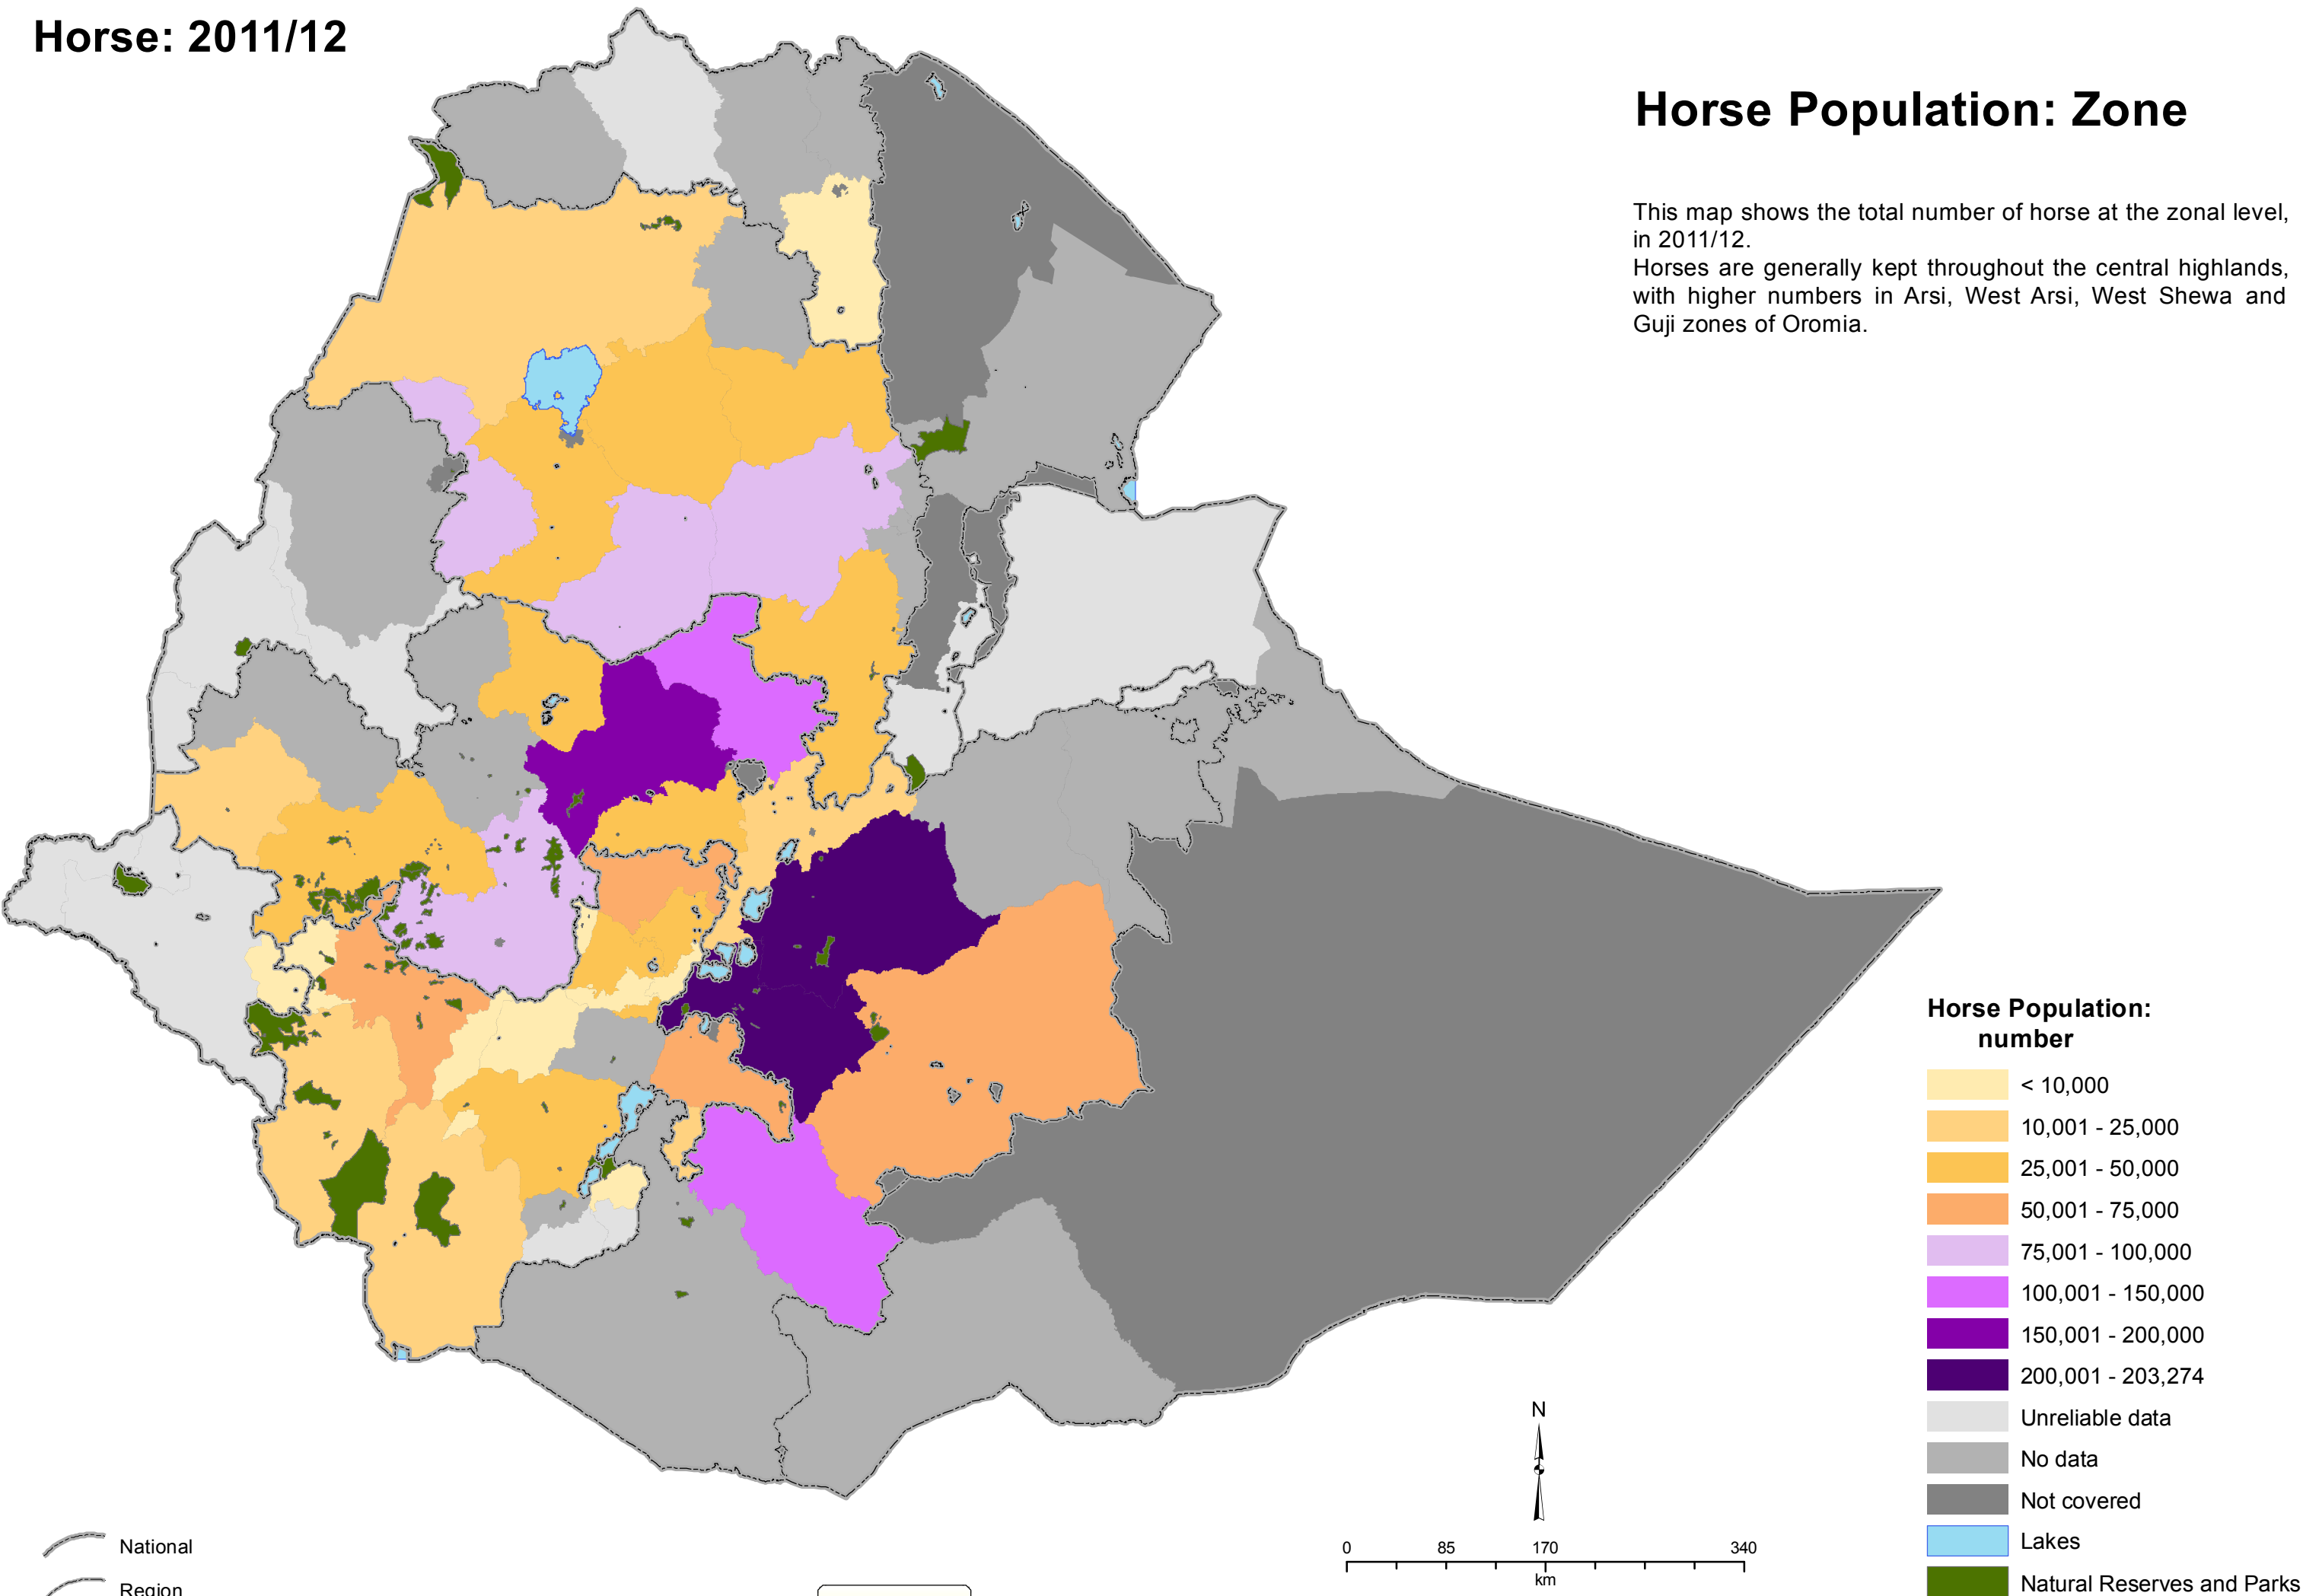 Horse: 2011/12
Horse Population: Zone
This map shows the total number of horse at the zonal level,
in 2011/12.
Horses are generally kept throughout the central highlands,
with higher numbers in Arsi, West Arsi, West Shewa and
Guji zones of Oromia.
Horse Population:
number
< 10,000
10,001 - 25,000
25,001 - 50,000
50,001 - 75,000
75,001 - 100,000
100,001 - 150,000
150,001 - 200,000
200,001 - 203,274
Unreliable data
No data
Not covered
Lakes
Natural Reserves and Parks
N
0 85 170 340
km
National
Region